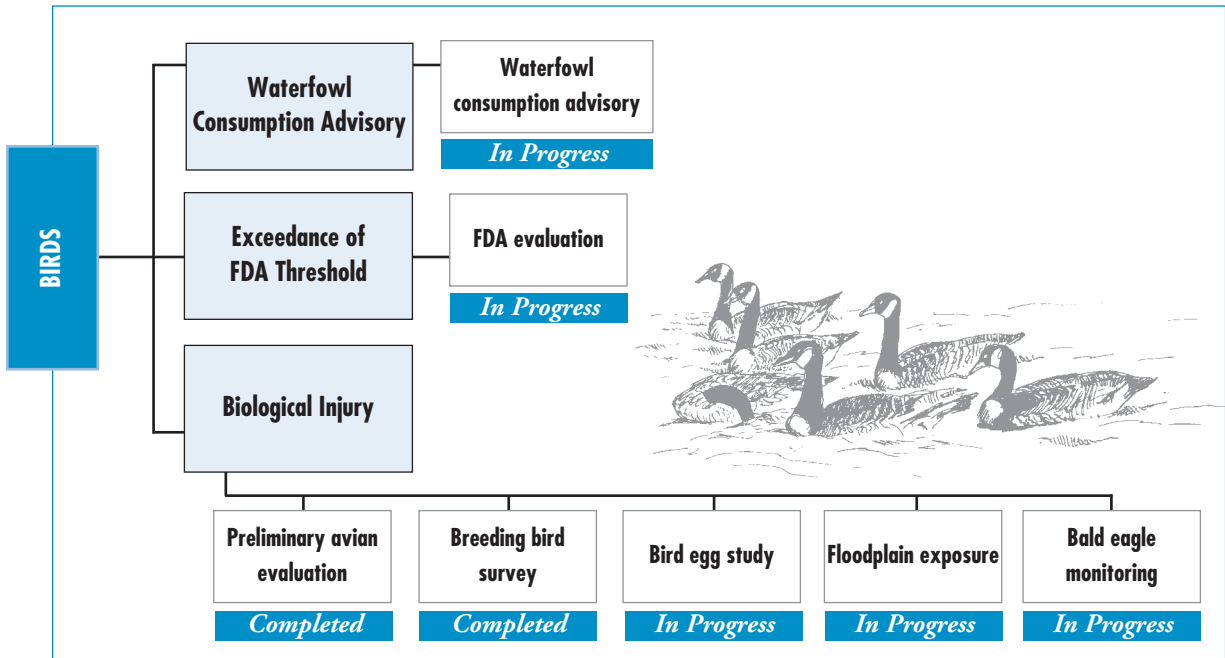 BIRDS
Waterfowl
Consumption Advisory
Waterfowl
consumption advisory
In Progress
Exceedance of
FDA Threshold
FDA evaluation
In Progress
Biological Injury
Preliminary avian
evaluation
Completed
Breeding bird
survey
Completed
Bird egg study
In Progress
Floodplain exposure
In Progress
Bald eagle
monitoring
In Progress